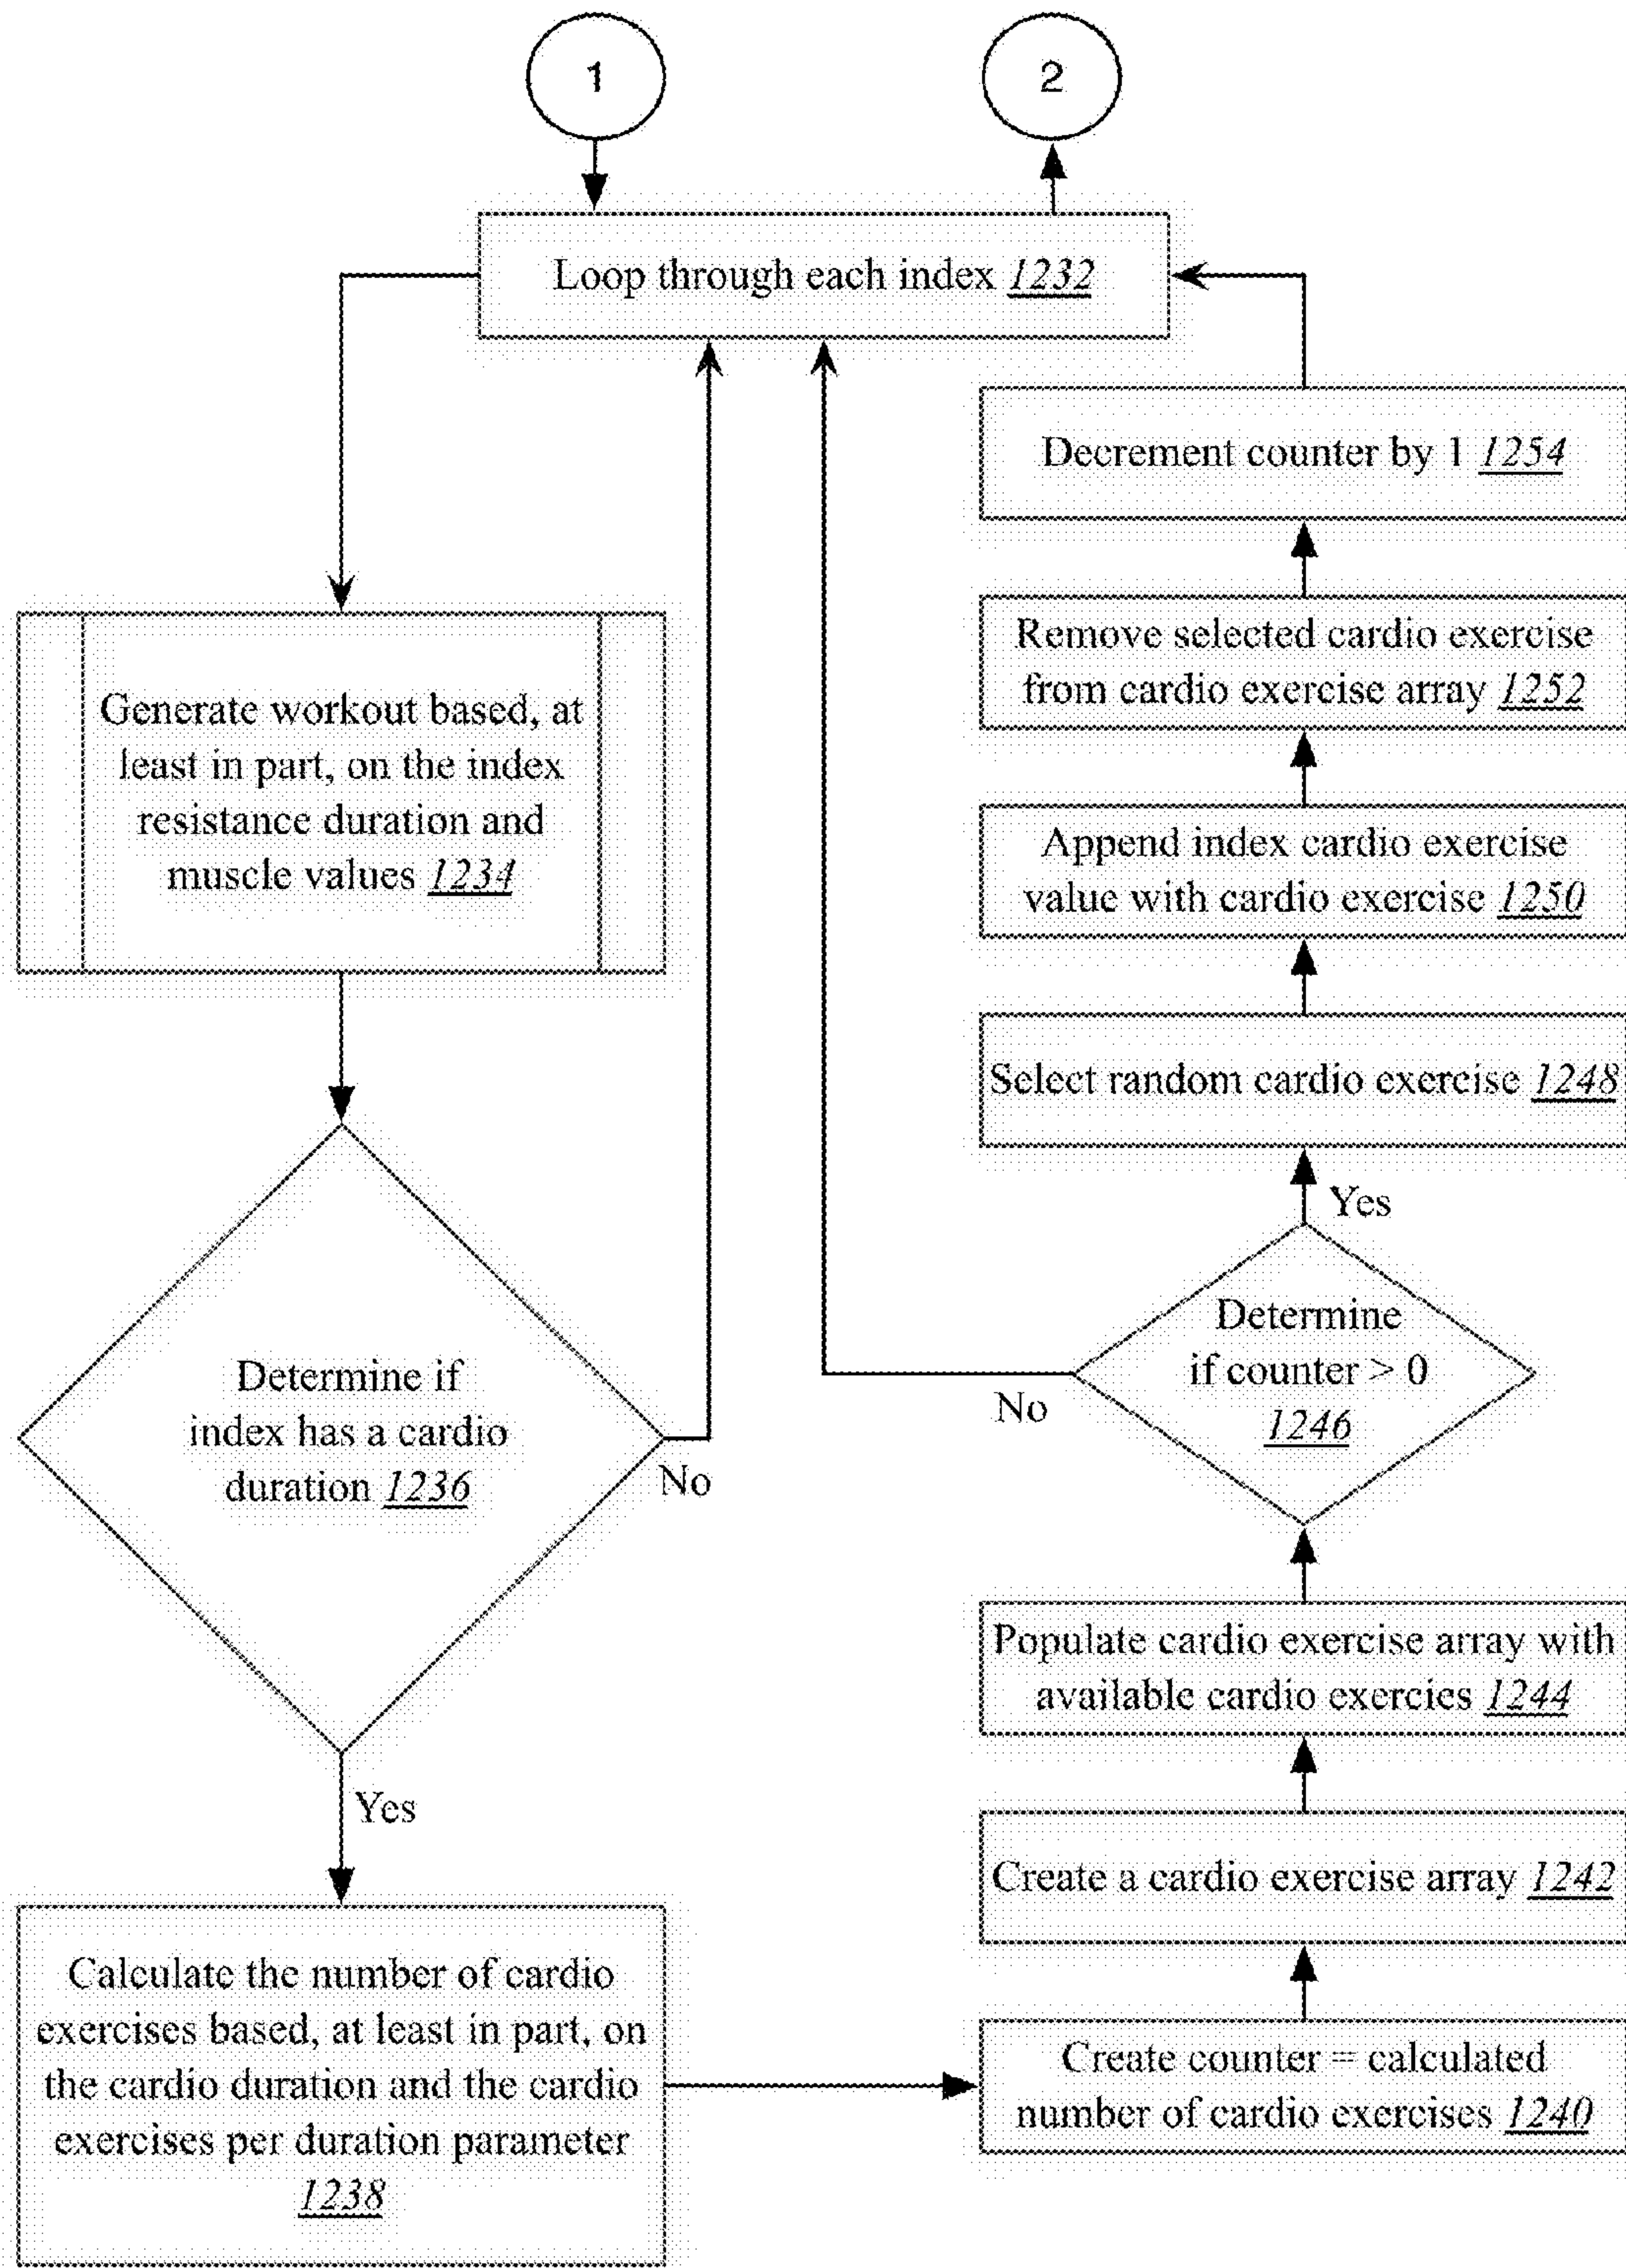 1
2
Loop through each index 1232
Generate workout based, at
least in part, on the index
resistance duration and
muscle values 1234
Determine if
index has a cardio
duration 1236
No
Yes
Calculate the number of cardio
exercises based, at least in part, on
the cardio duration and the cardio
exercises per duration parameter
1238
Create counter = calculated
number of cardio exercises 1240
Create a cardio exercise array 1242
Populate cardio exercise array with
available cardio exercies 1244
Determine
if counter > 0
1246
No
Yes
Select random cardio exercise 1248
Append index cardio exercise
value with cardio exercise 1250
Remove selected cardio exercise
from cardio exercise array 1252
Decrement counter by 1 1254